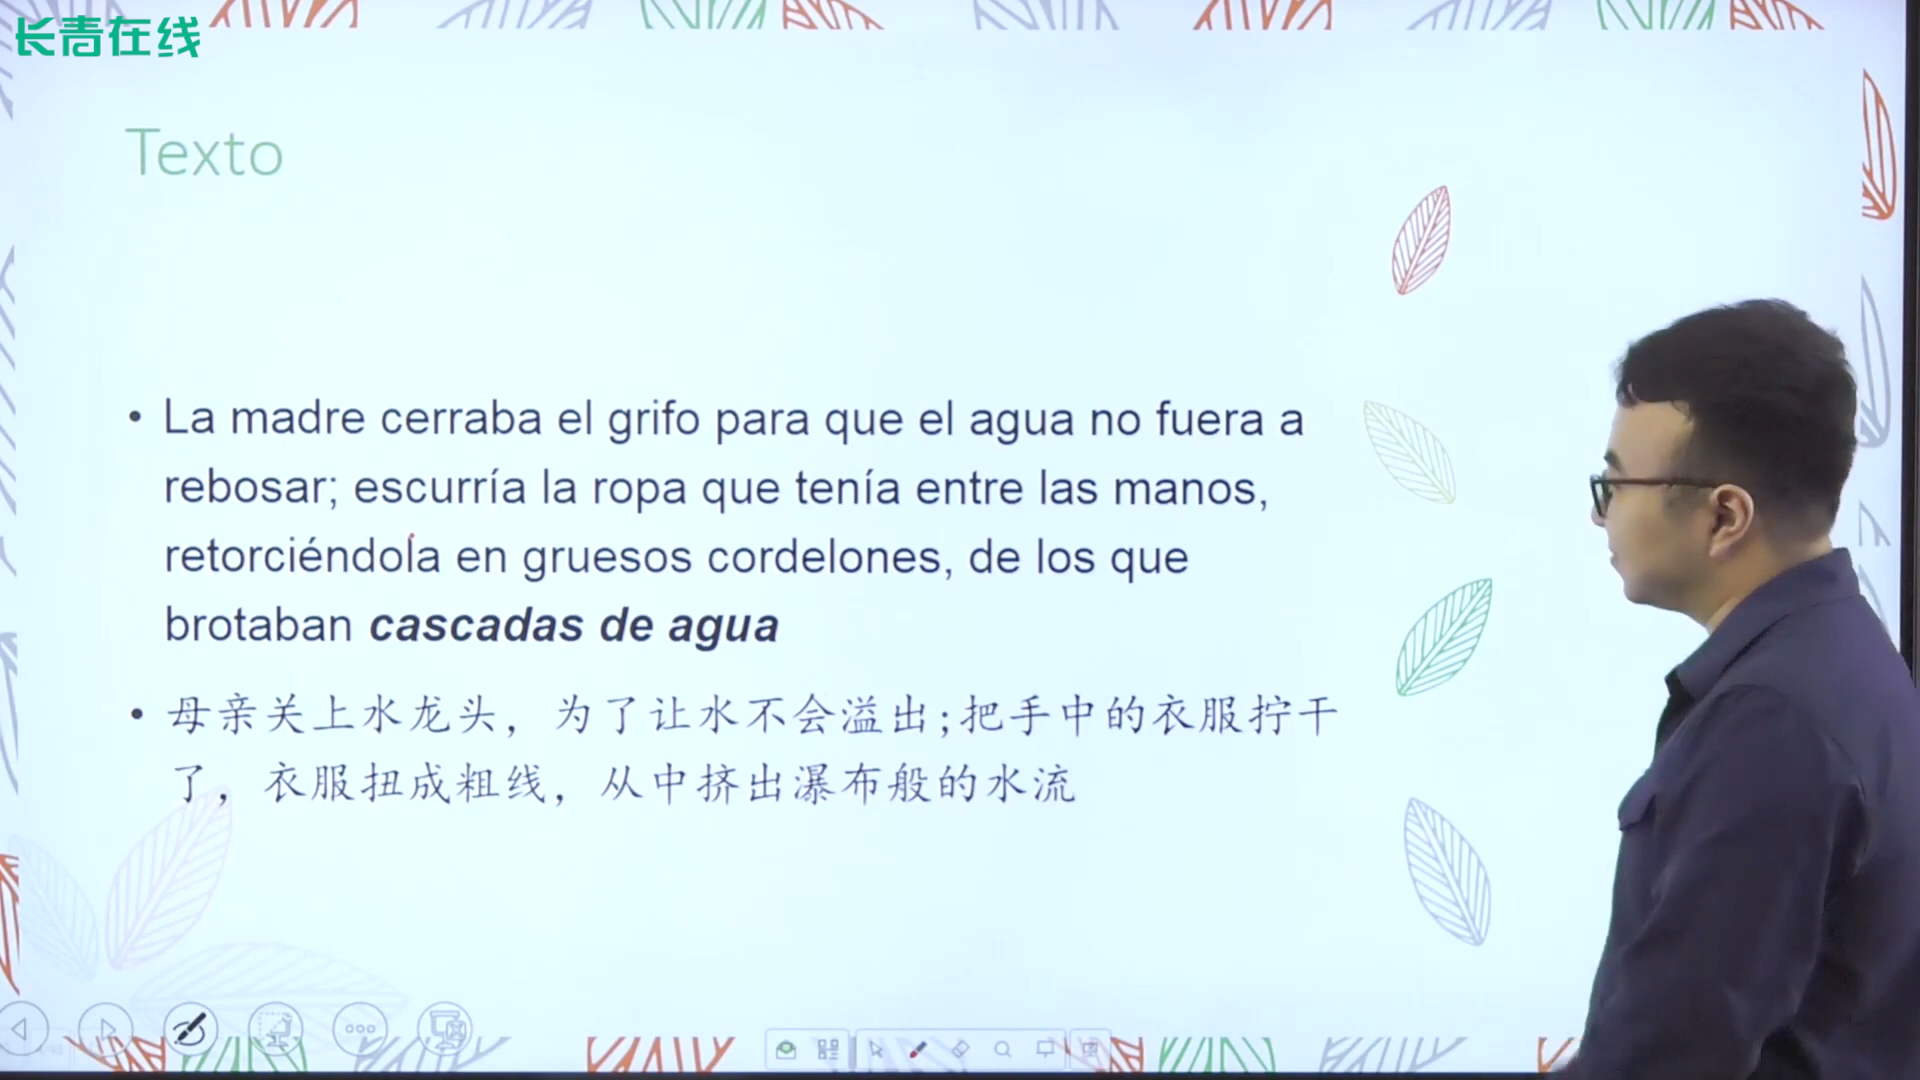 长青在线
Texto
• La madre cerraba el grifo para que el agua no fuera a
rebosar; escurría la ropa que tenía entre las manos,
retorciéndola en gruesos cordelones, de los que
brotaban cascadas de agua
• 母亲关上水龙头，为了让水不会溢出;把手中的衣服拧干
了，衣服扭成粗线，从中挤出瀑布般的水流